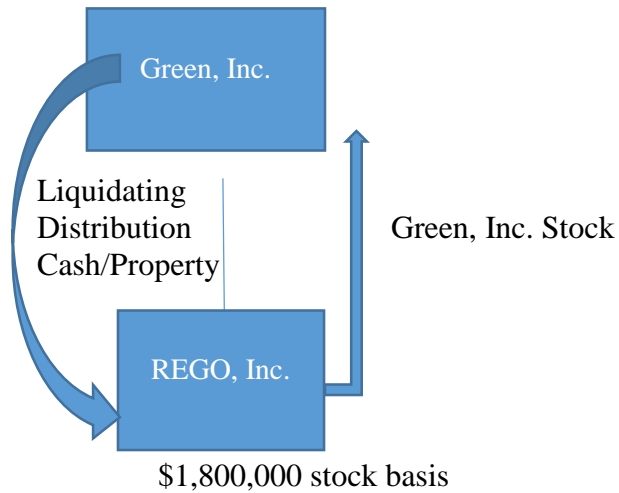 Green, Inc.
Liquidating
Distribution
Cash/Property
Green, Inc. Stock
REGO, Inc.
$1,800,000 stock basis